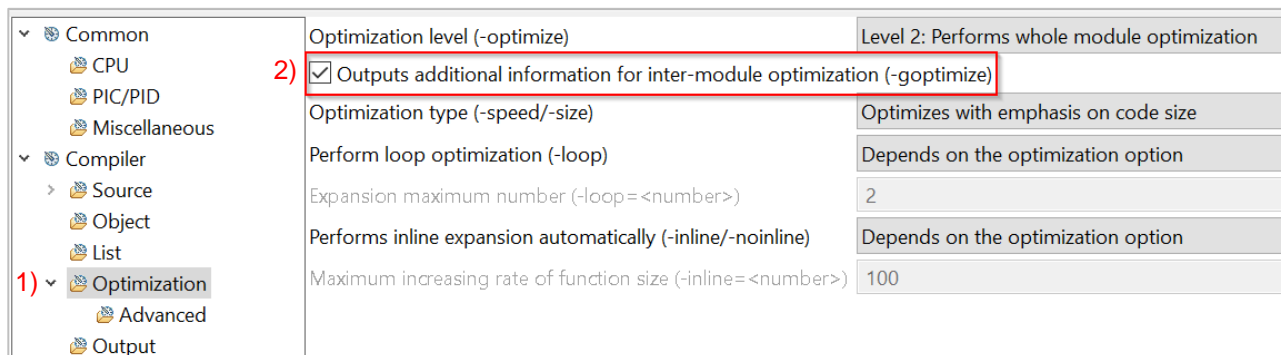 Common
CPU
PIC/PID
Miscellaneous
Compiler
Source
Object
List
1) Optimization
Advanced
Output
Optimization level (-optimize) Level 2: Performs whole module optimization
2) Outputs additional information for inter-module optimization (-goptimize)
Optimization type (-speed/-size) Optimizes with emphasis on code size
Perform loop optimization (-loop) Depends on the optimization option
Expansion maximum number (-loop=<number>) 2
Performs inline expansion automatically (-inline/-noinline) Depends on the optimization option
Maximum increasing rate of function size (-inline=<number>) 100